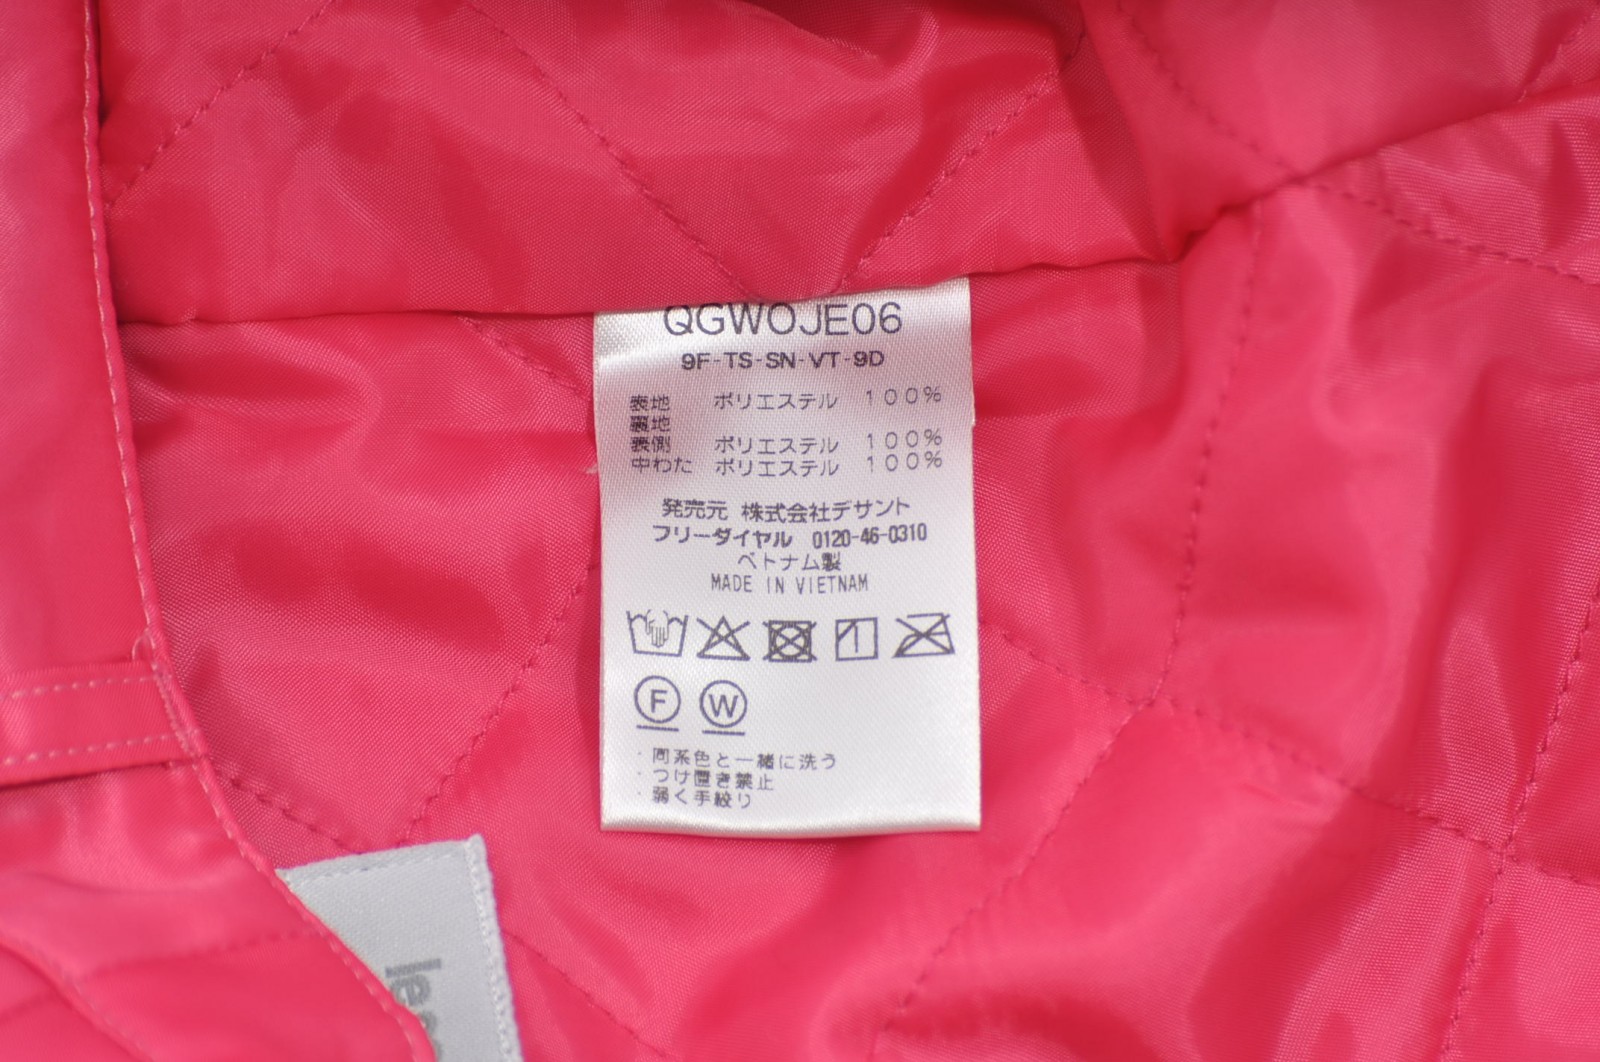 QGWOJE06
9F-TS-SN-VT-9D
表地 ポリエステル 100%
裏地
表側 ポリエステル 100%
中わた ポリエステル 100%
発売元 株式会社デサント
フリーダイヤル 0120-46-0310
ベトナム製
MADE IN VIETNAM
F W
・同系色と一緒に洗う
・つけ置き禁止
・弱く手絞り